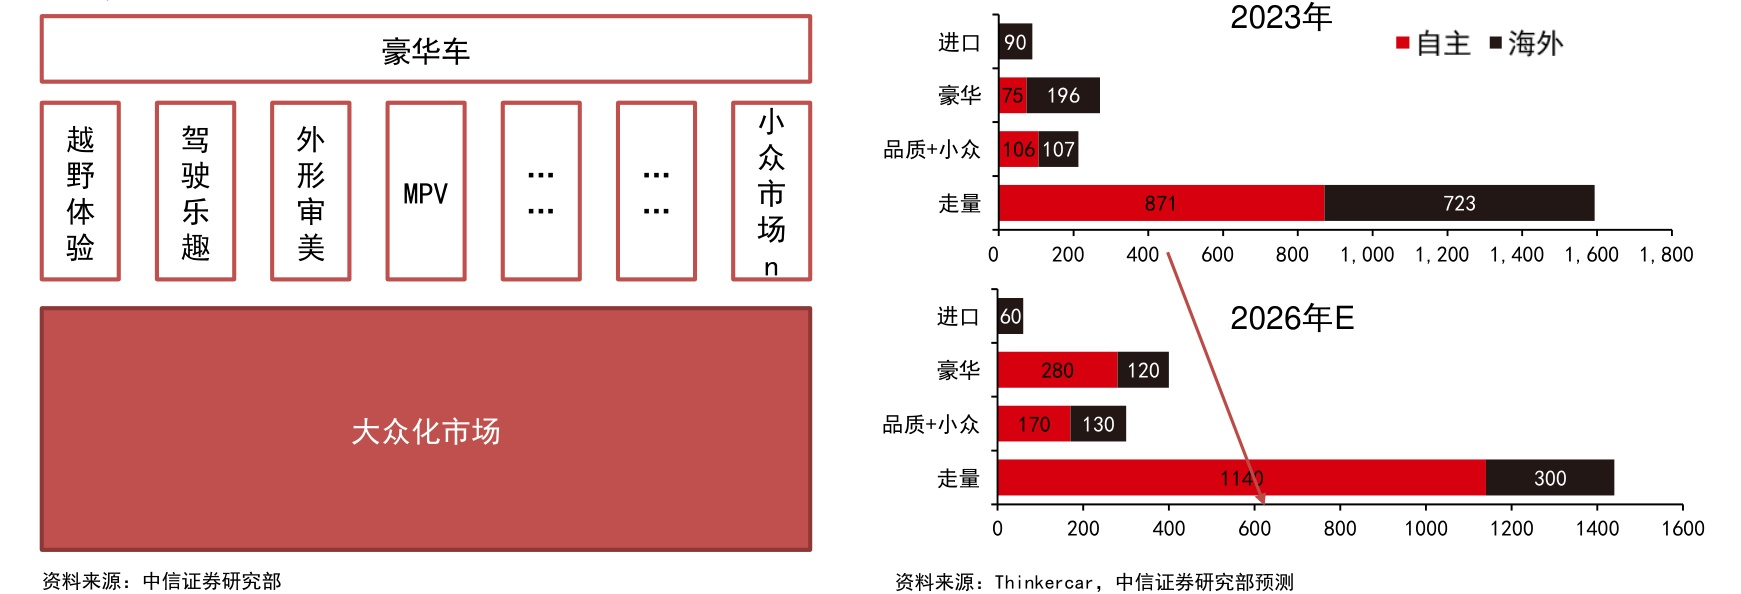 豪华车
越野体验
驾驶乐趣
外形审美
MPV
……
……
小众市场n
大众化市场
资料来源：中信证券研究部
2023年
自主 海外
进口 90
豪华 75 196
品质+小众 106 107
走量 871 723
0 200 400 600 800 1,000 1,200 1,400 1,600 1,800
2026年E
进口 60
豪华 280 120
品质+小众 170 130
走量 1140 300
0 200 400 600 800 1000 1200 1400 1600
资料来源：Thinkercar，中信证券研究部预测